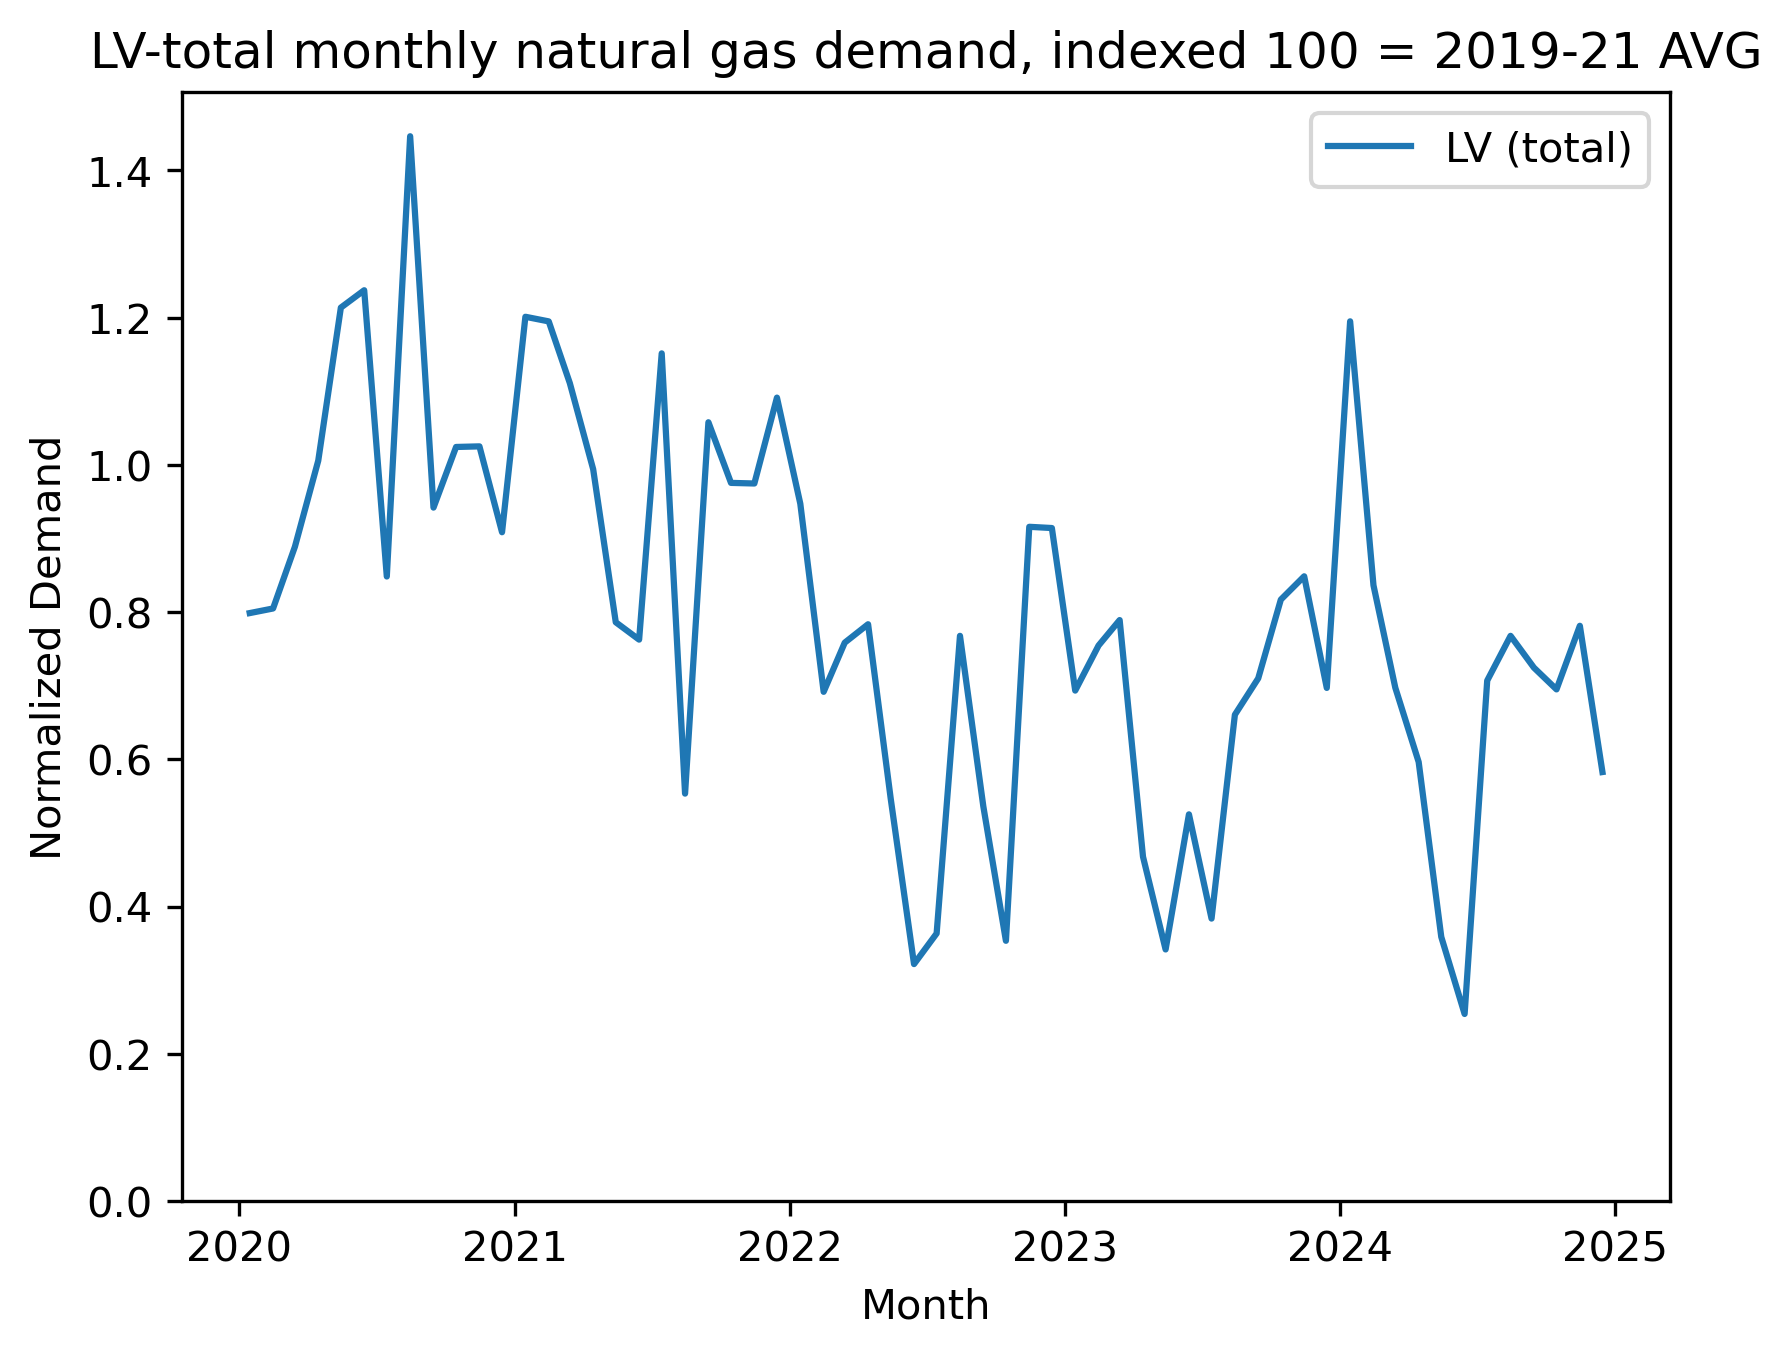 LV-total monthly natural gas demand, indexed 100 = 2019-21 AVG
LV (total)
Normalized Demand
1.4
1.2
1.0
0.8
0.6
0.4
0.2
0.0
2020 2021 2022 2023 2024 2025
Month